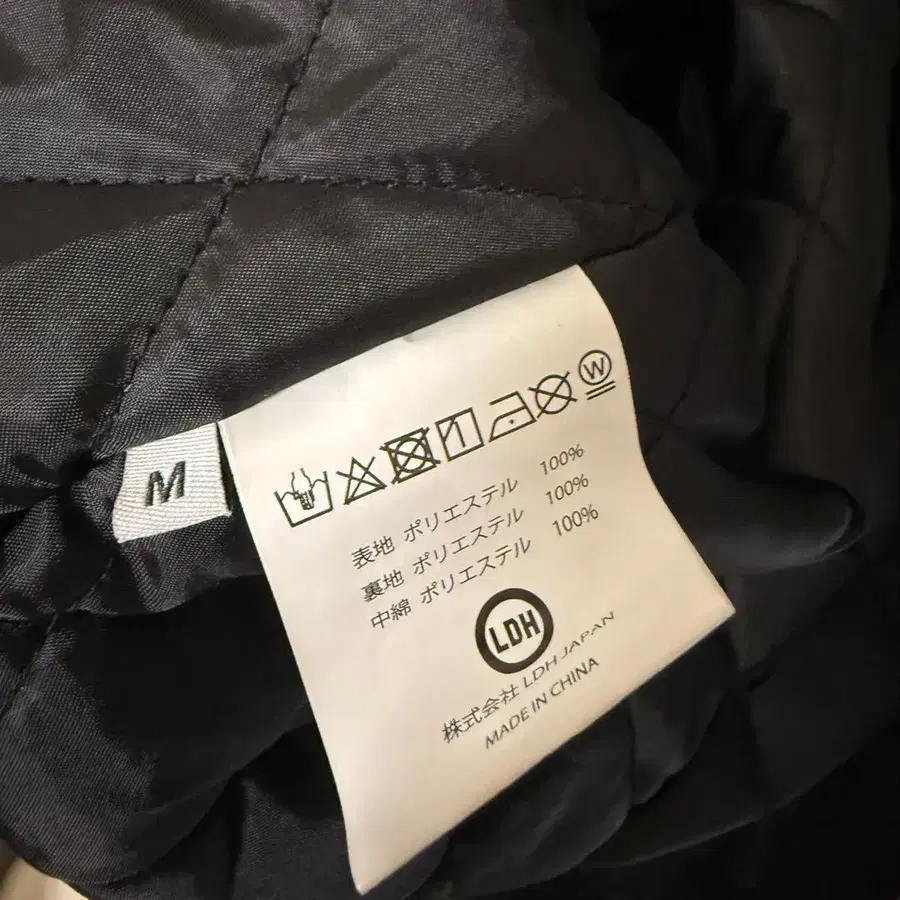 M
W
表地 ポリエステル 100%
裏地 ポリエステル 100%
中綿 ポリエステル 100%
LDH
株式会社 LDH JAPAN
MADE IN CHINA